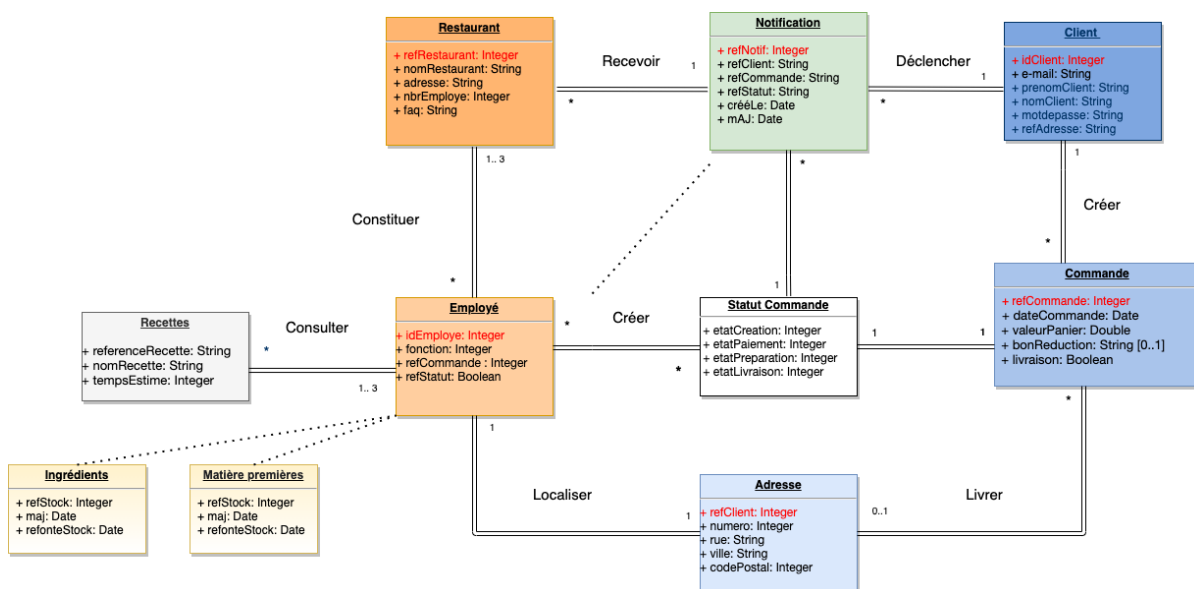 Restaurant
+ refRestaurant: Integer
+ nomRestaurant: String
+ adresse: String
+ nbrEmploye: Integer
+ faq: String
Recevoir
1
*
Notification
+ refNotif: Integer
+ refClient: String
+ refCommande: String
+ refStatut: String
+ crééLe: Date
+ mAJ: Date
Déclencher
1
*
Client
+ idClient: Integer
+ e-mail: String
+ prenomClient: String
+ nomClient: String
+ motdepasse: String
+ refAdresse: String
1.. 3
Constituer
*
*
1
1
Créer
*
Recettes
+ referenceRecette: String
+ nomRecette: String
+ tempsEstime: Integer
Consulter
*
1.. 3
Employé
+ idEmploye: Integer
+ fonction: Integer
+ refCommande : Integer
+ refStatut: Boolean
Créer
*
*
Statut Commande
+ etatCreation: Integer
+ etatPaiement: Integer
+ etatPreparation: Integer
+ etatLivraison: Integer
1
1
Commande
+ refCommande: Integer
+ dateCommande: Date
+ valeurPanier: Double
+ bonReduction: String [0..1]
+ livraison: Boolean
1
*
Ingrédients
+ refStock: Integer
+ maj: Date
+ refonteStock: Date
Matière premières
+ refStock: Integer
+ maj: Date
+ refonteStock: Date
Localiser
1
Adresse
+ refClient: Integer
+ numero: Integer
+ rue: String
+ ville: String
+ codePostal: Integer
0..1
Livrer